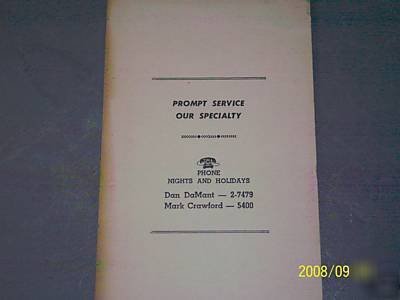 PROMPT SERVICE
OUR SPECIALTY
PHONE
NIGHTS AND HOLIDAYS
Dan DaMant — 2-7479
Mark Crawford — 5400
2008/09